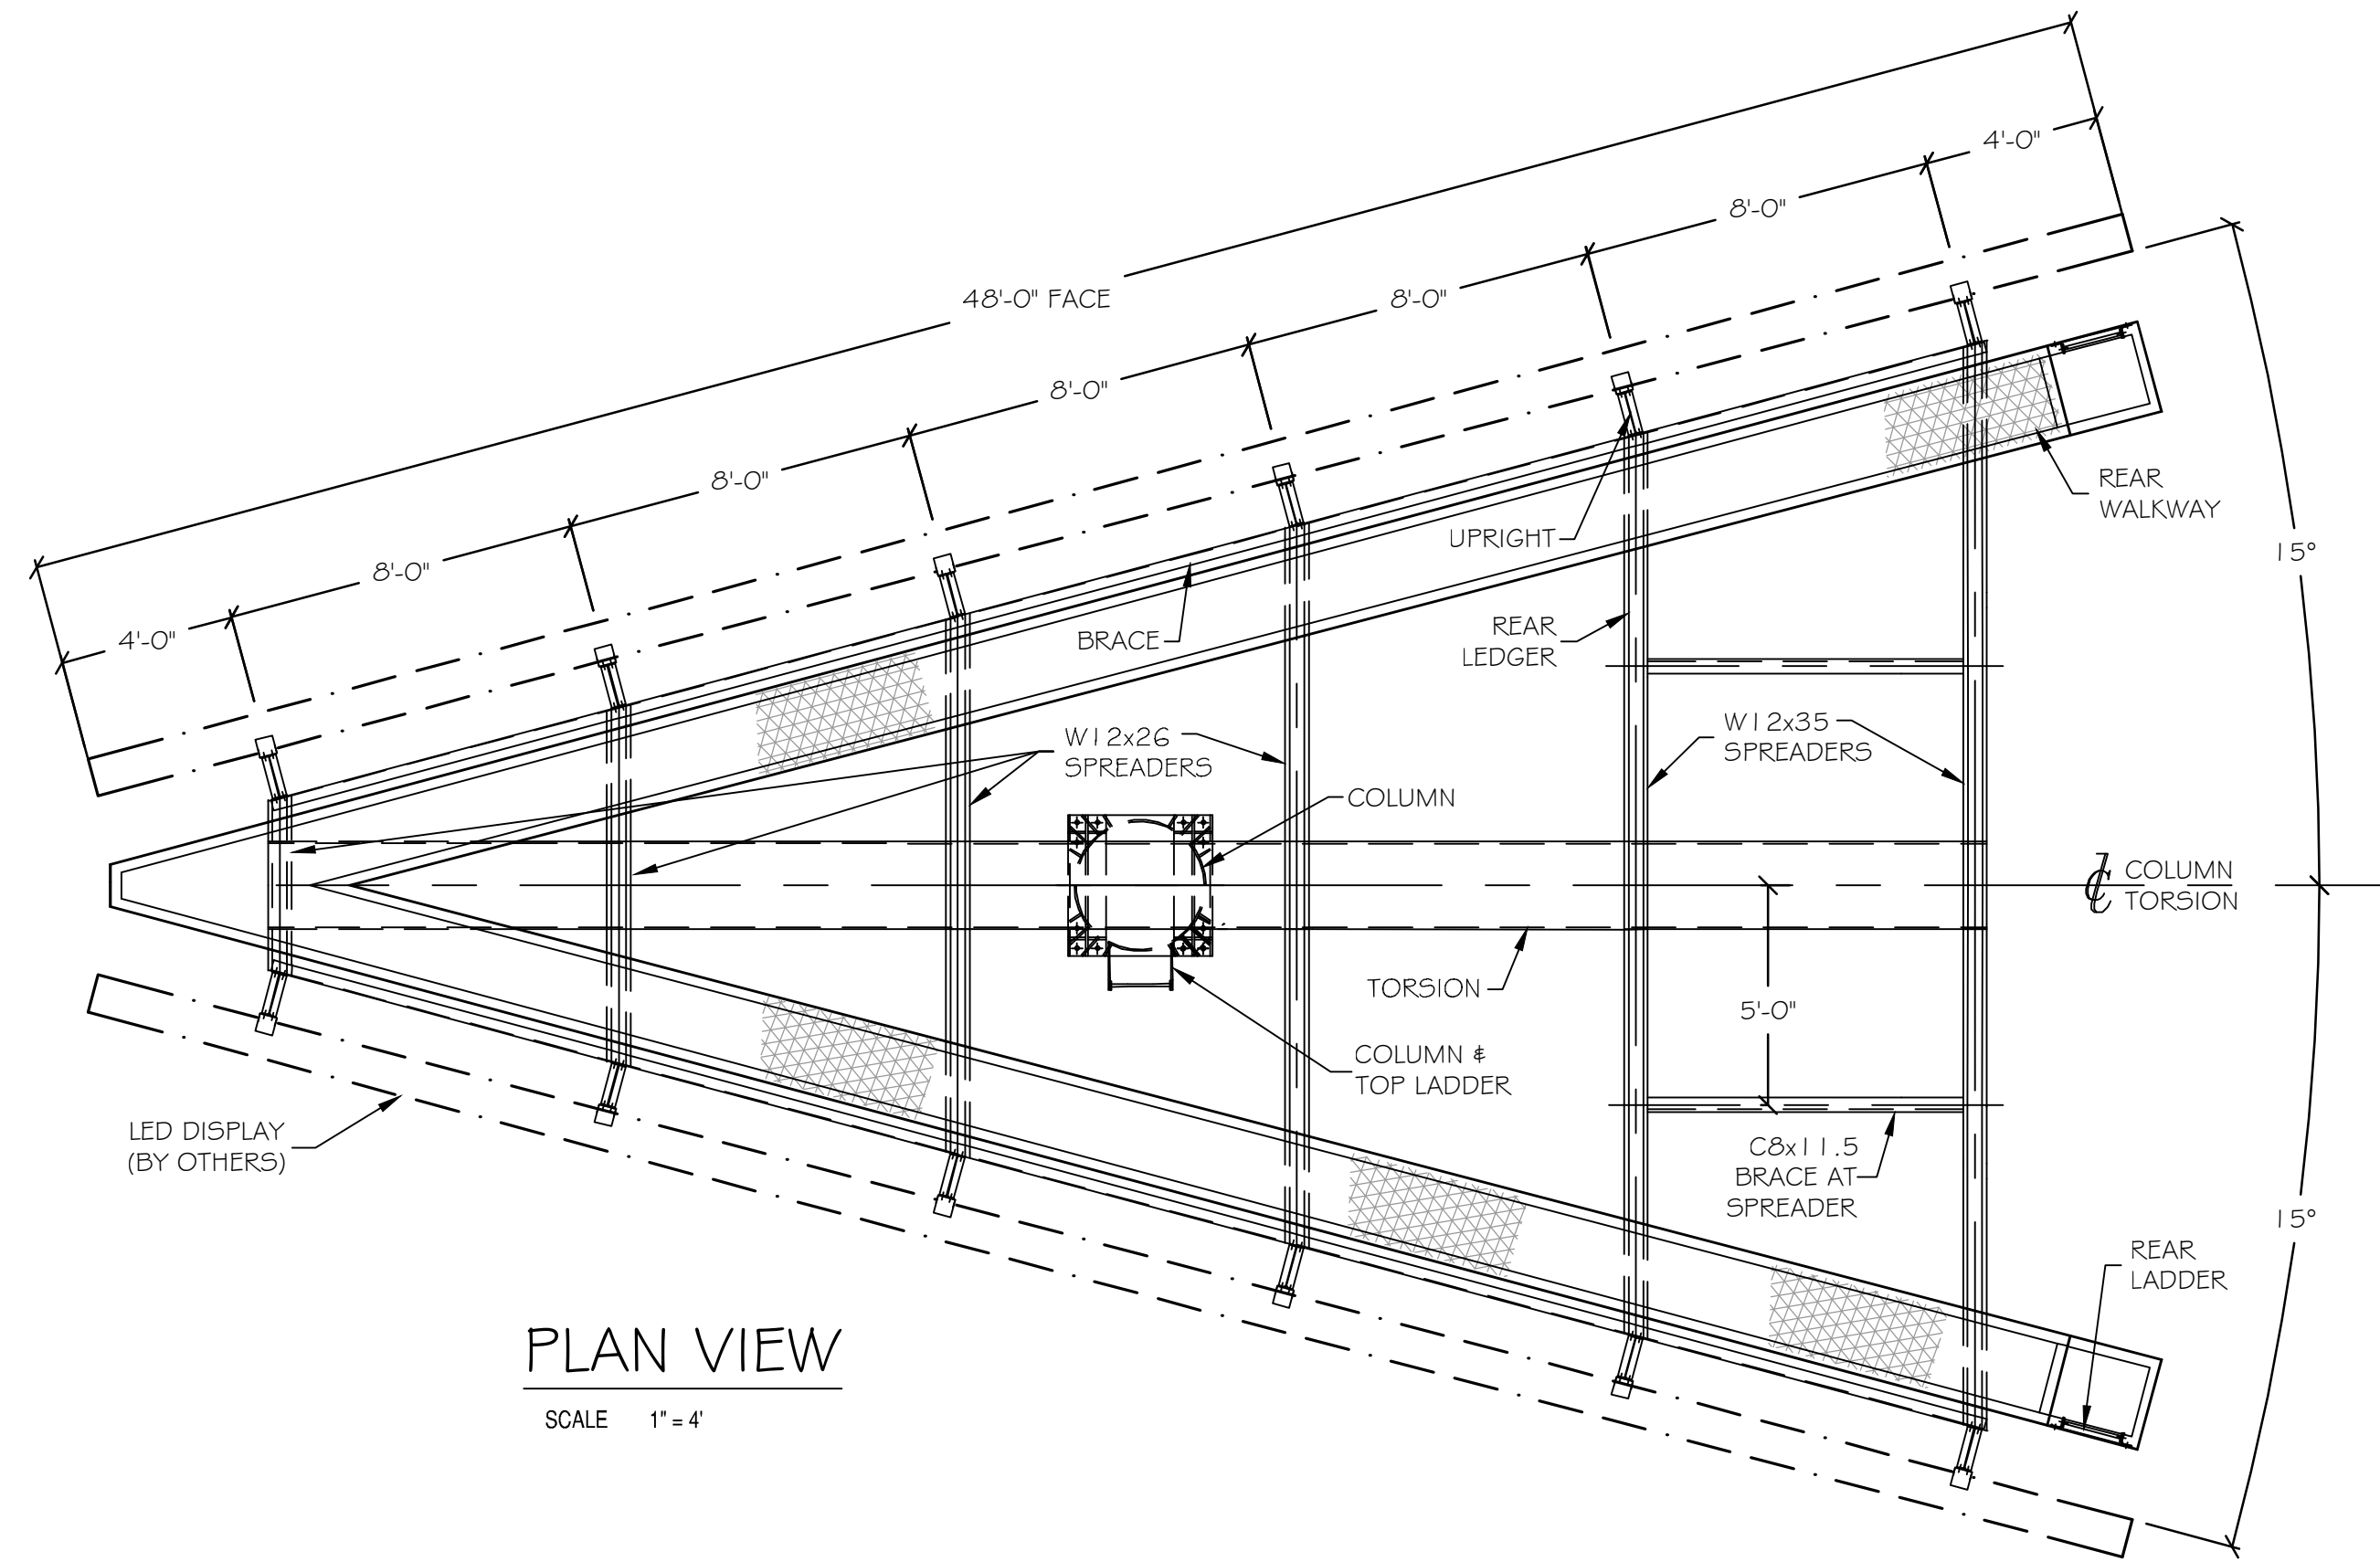 4'-0"
8'-0"
8'-0"
48'-0" FACE
8'-0"
8'-0"
8'-0"
4'-0"
REAR
WALKWAY
UPRIGHT
15°
BRACE
REAR
LEDGER
W12x26
SPREADERS
W12x35
SPREADERS
COLUMN
℄ COLUMN
TORSION
TORSION
5'-0"
COLUMN &
TOP LADDER
LED DISPLAY
(BY OTHERS)
C8x11.5
BRACE AT
SPREADER
15°
REAR
LADDER
PLAN VIEW
SCALE 1" = 4'